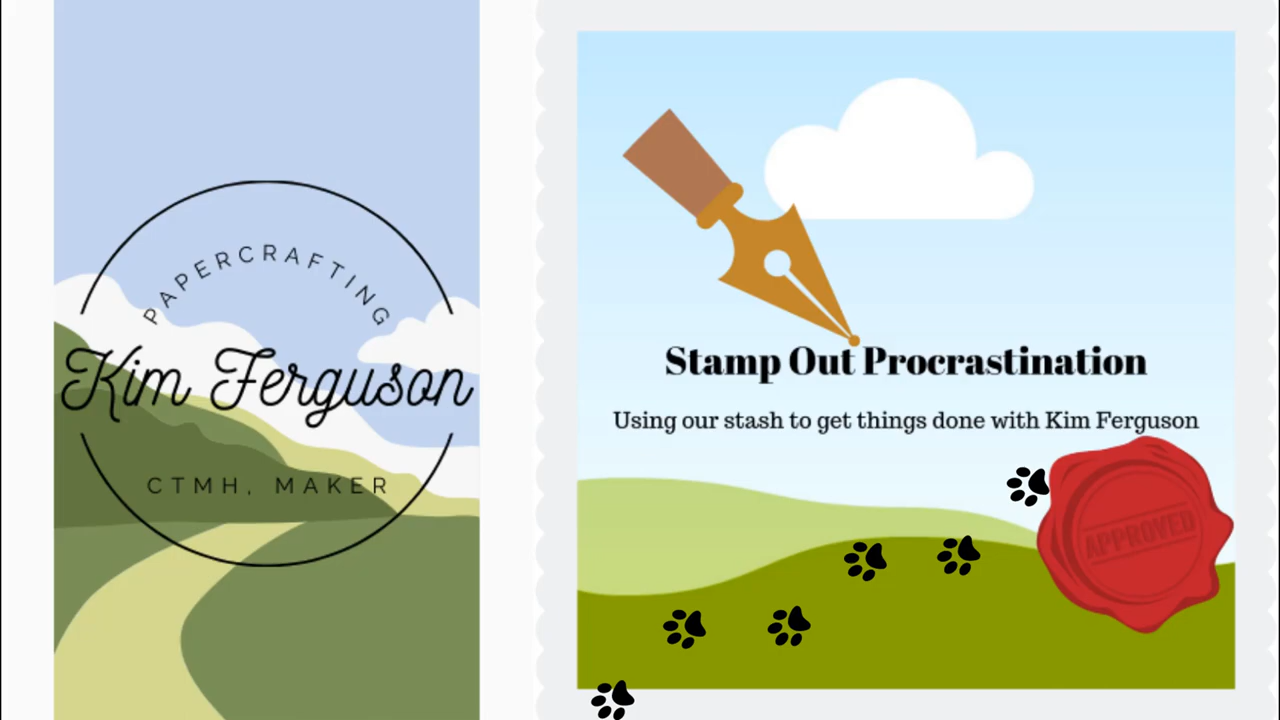 PAPERCRAFTING
Kim Ferguson
CTMH, MAKER
Stamp Out Procrastination
Using our stash to get things done with Kim Ferguson
APPROVED